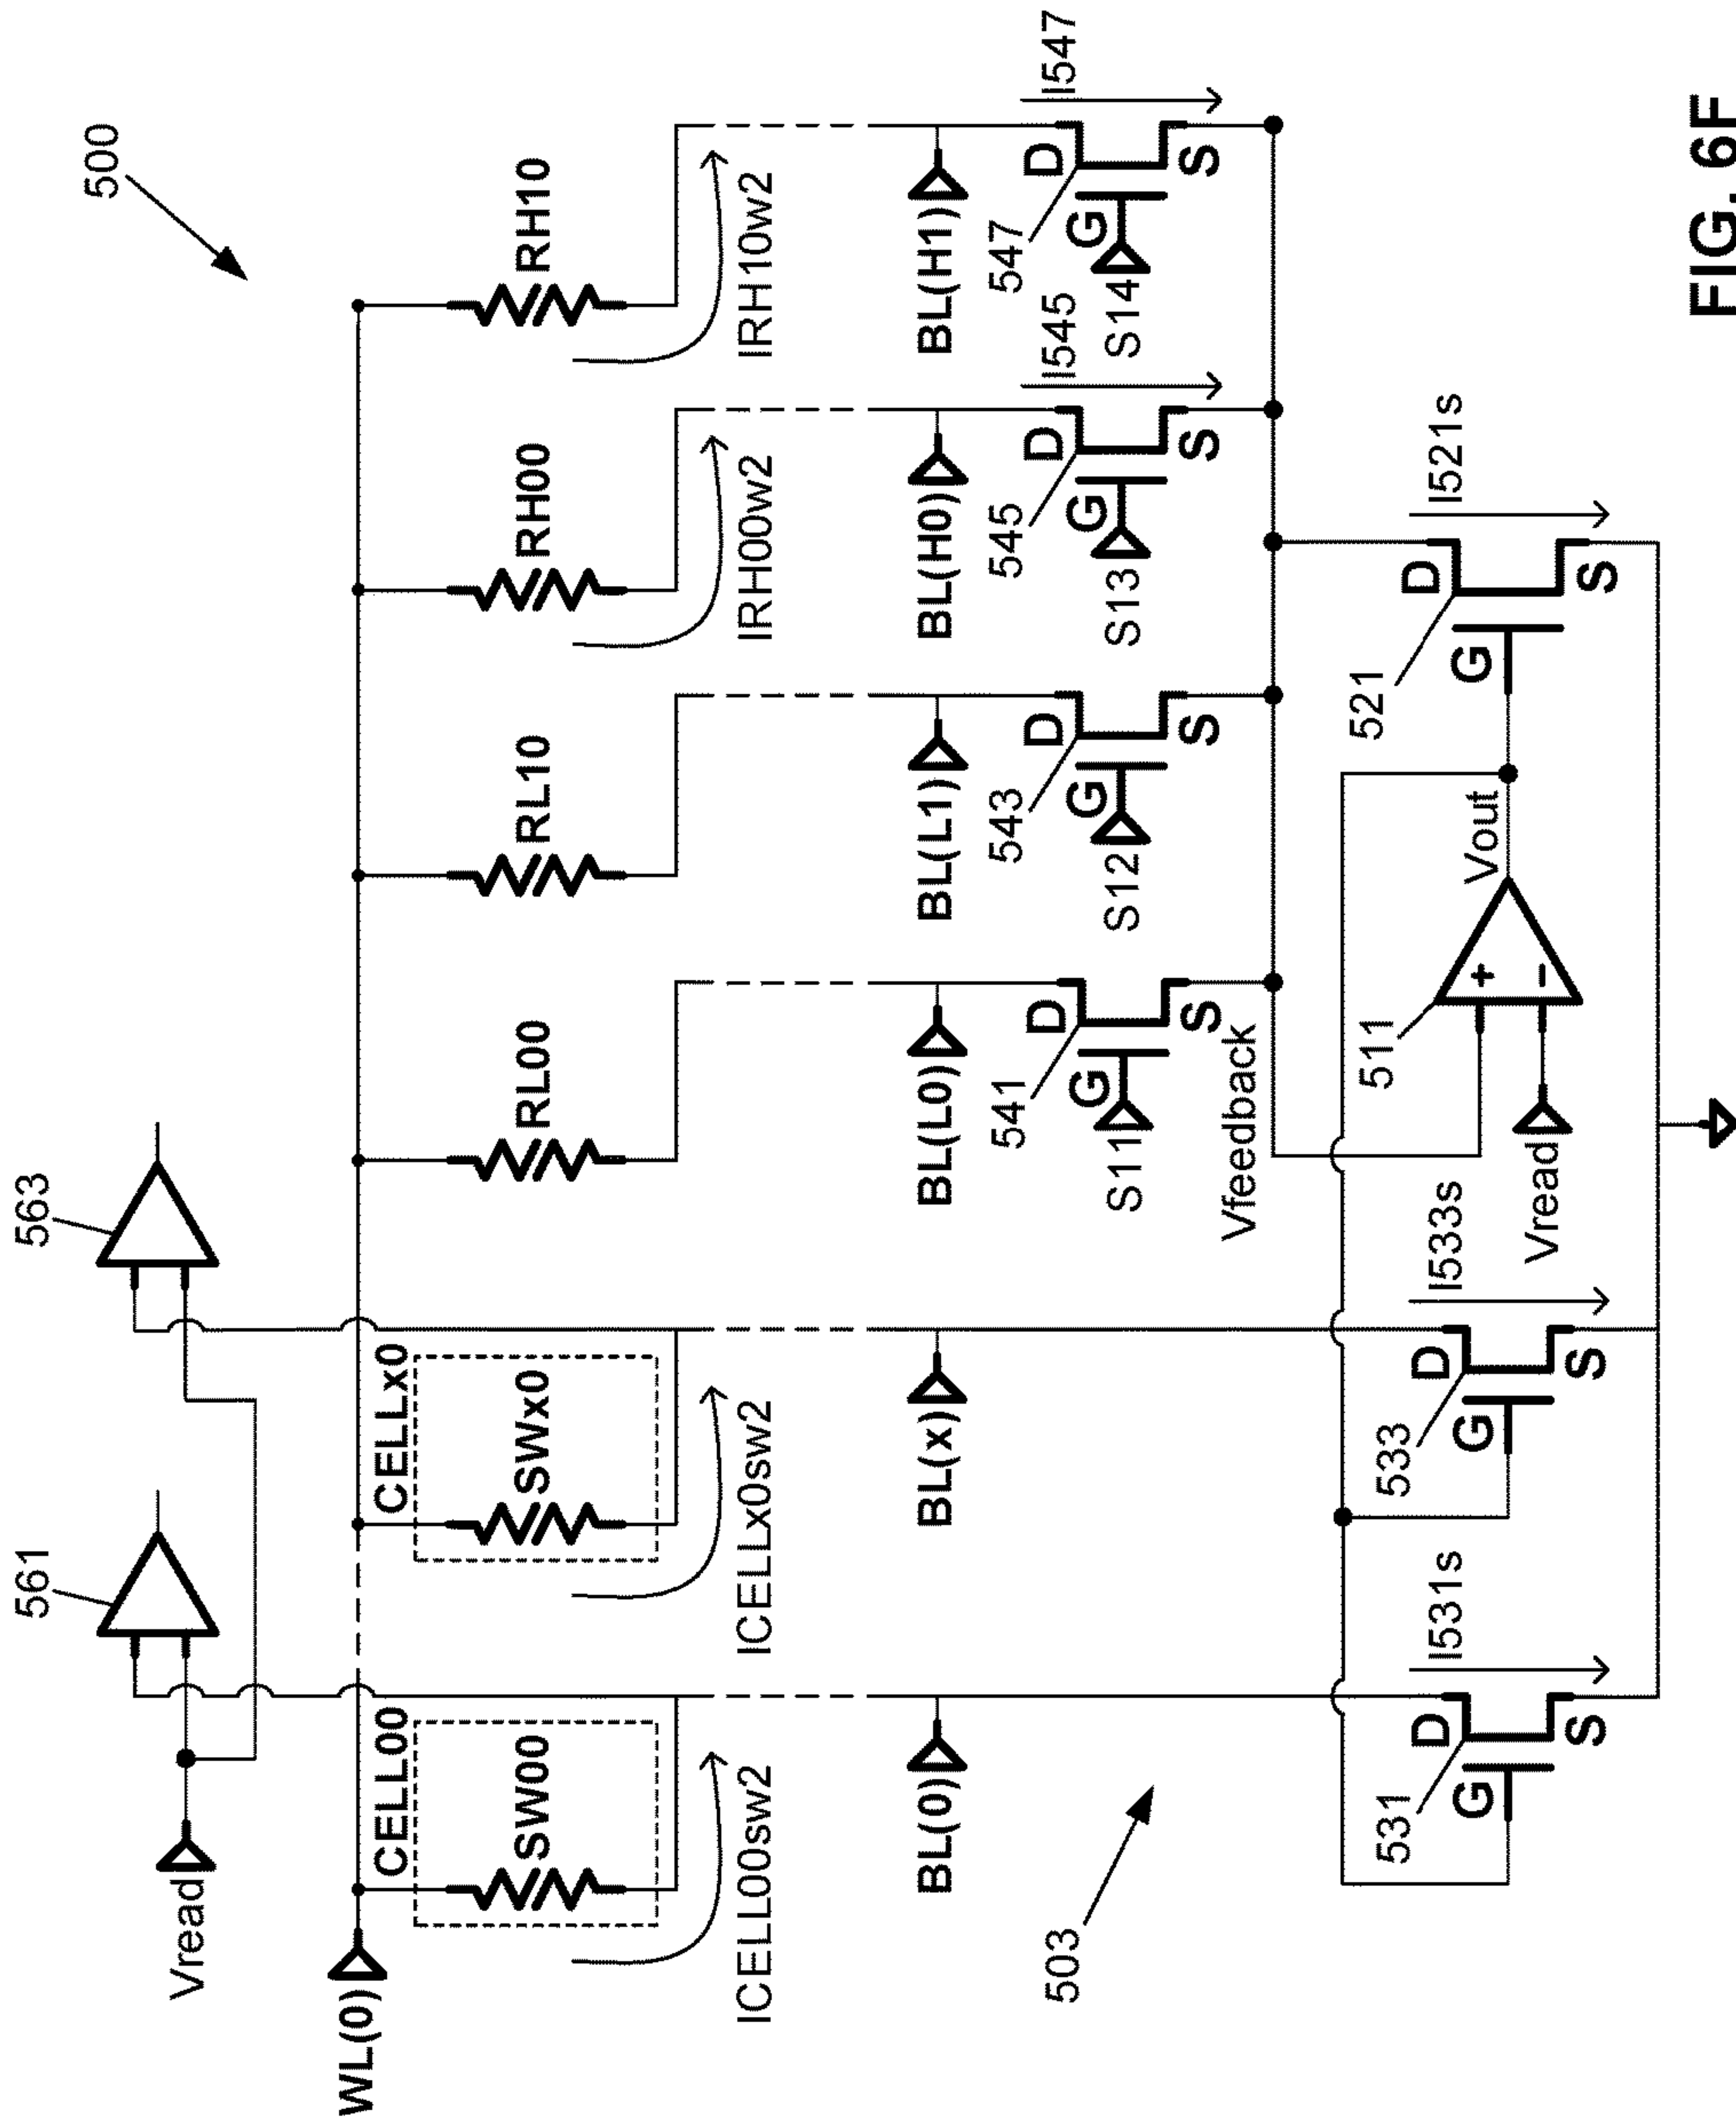 500
561
563
Vread
WL(0)
CELL00
SW00
CELLx0
SWx0
RL00
RL10
RH00
RH10
ICELL00sw2
ICELLx0sw2
IRH00w2
IRH10w2
503
BL(0)
BL(x)
BL(L0)
BL(L1)
BL(H0)
BL(H1)
541
D
G
S
S11
543
D
G
S
S12
545
D
G
S
S13
I545
547
D
G
S
S14
I547
Vfeedback
531
D
G
S
I531s
533
D
G
S
I533s
511
+
−
Vread
Vout
521
D
G
S
I521s
FIG. 6F